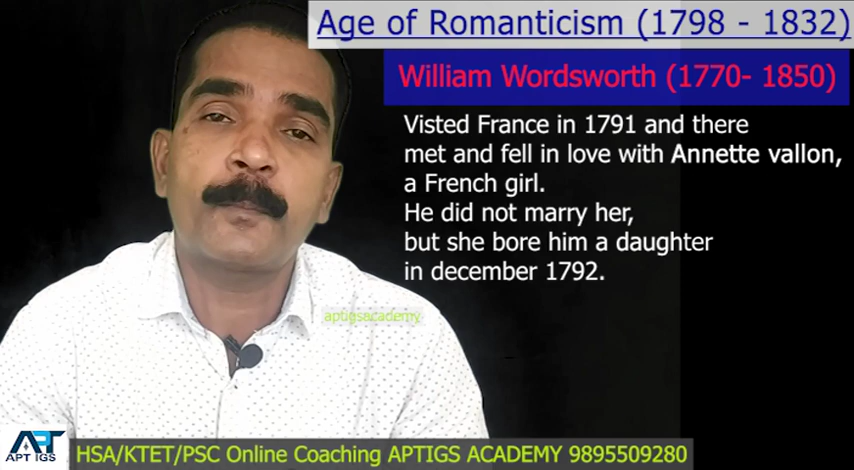 Age of Romanticism (1798 - 1832)
William Wordsworth (1770- 1850)
Visted France in 1791 and there
met and fell in love with Annette vallon,
a French girl.
He did not marry her,
but she bore him a daughter
in december 1792.
aptigsacademy
APT
APT IGS
HSA/KTET/PSC Online Coaching APTIGS ACADEMY 9895509280